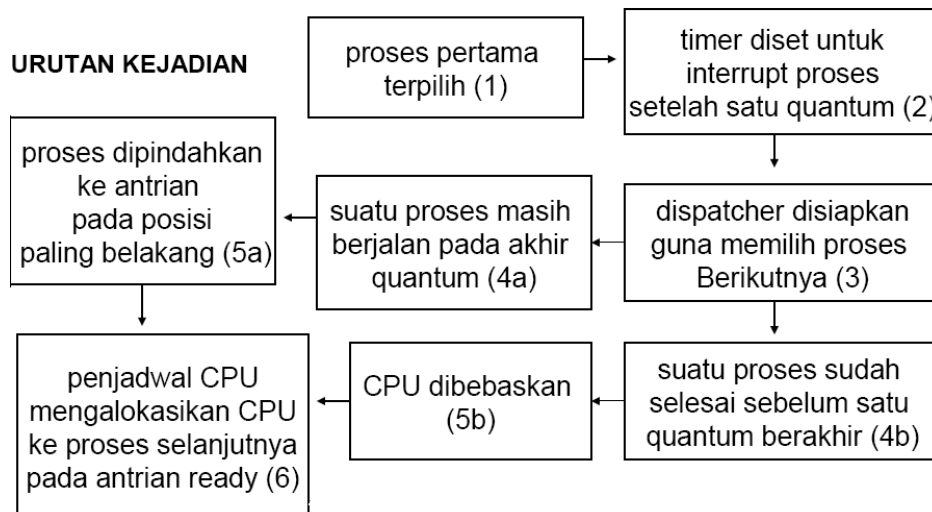 URUTAN KEJADIAN
proses pertama
terpilih (1)
timer diset untuk
interrupt proses
setelah satu quantum (2)
dispatcher disiapkan
guna memilih proses
Berikutnya (3)
suatu proses masih
berjalan pada akhir
quantum (4a)
proses dipindahkan
ke antrian
pada posisi
paling belakang (5a)
suatu proses sudah
selesai sebelum satu
quantum berakhir (4b)
CPU dibebaskan
(5b)
penjadwal CPU
mengalokasikan CPU
ke proses selanjutnya
pada antrian ready (6)